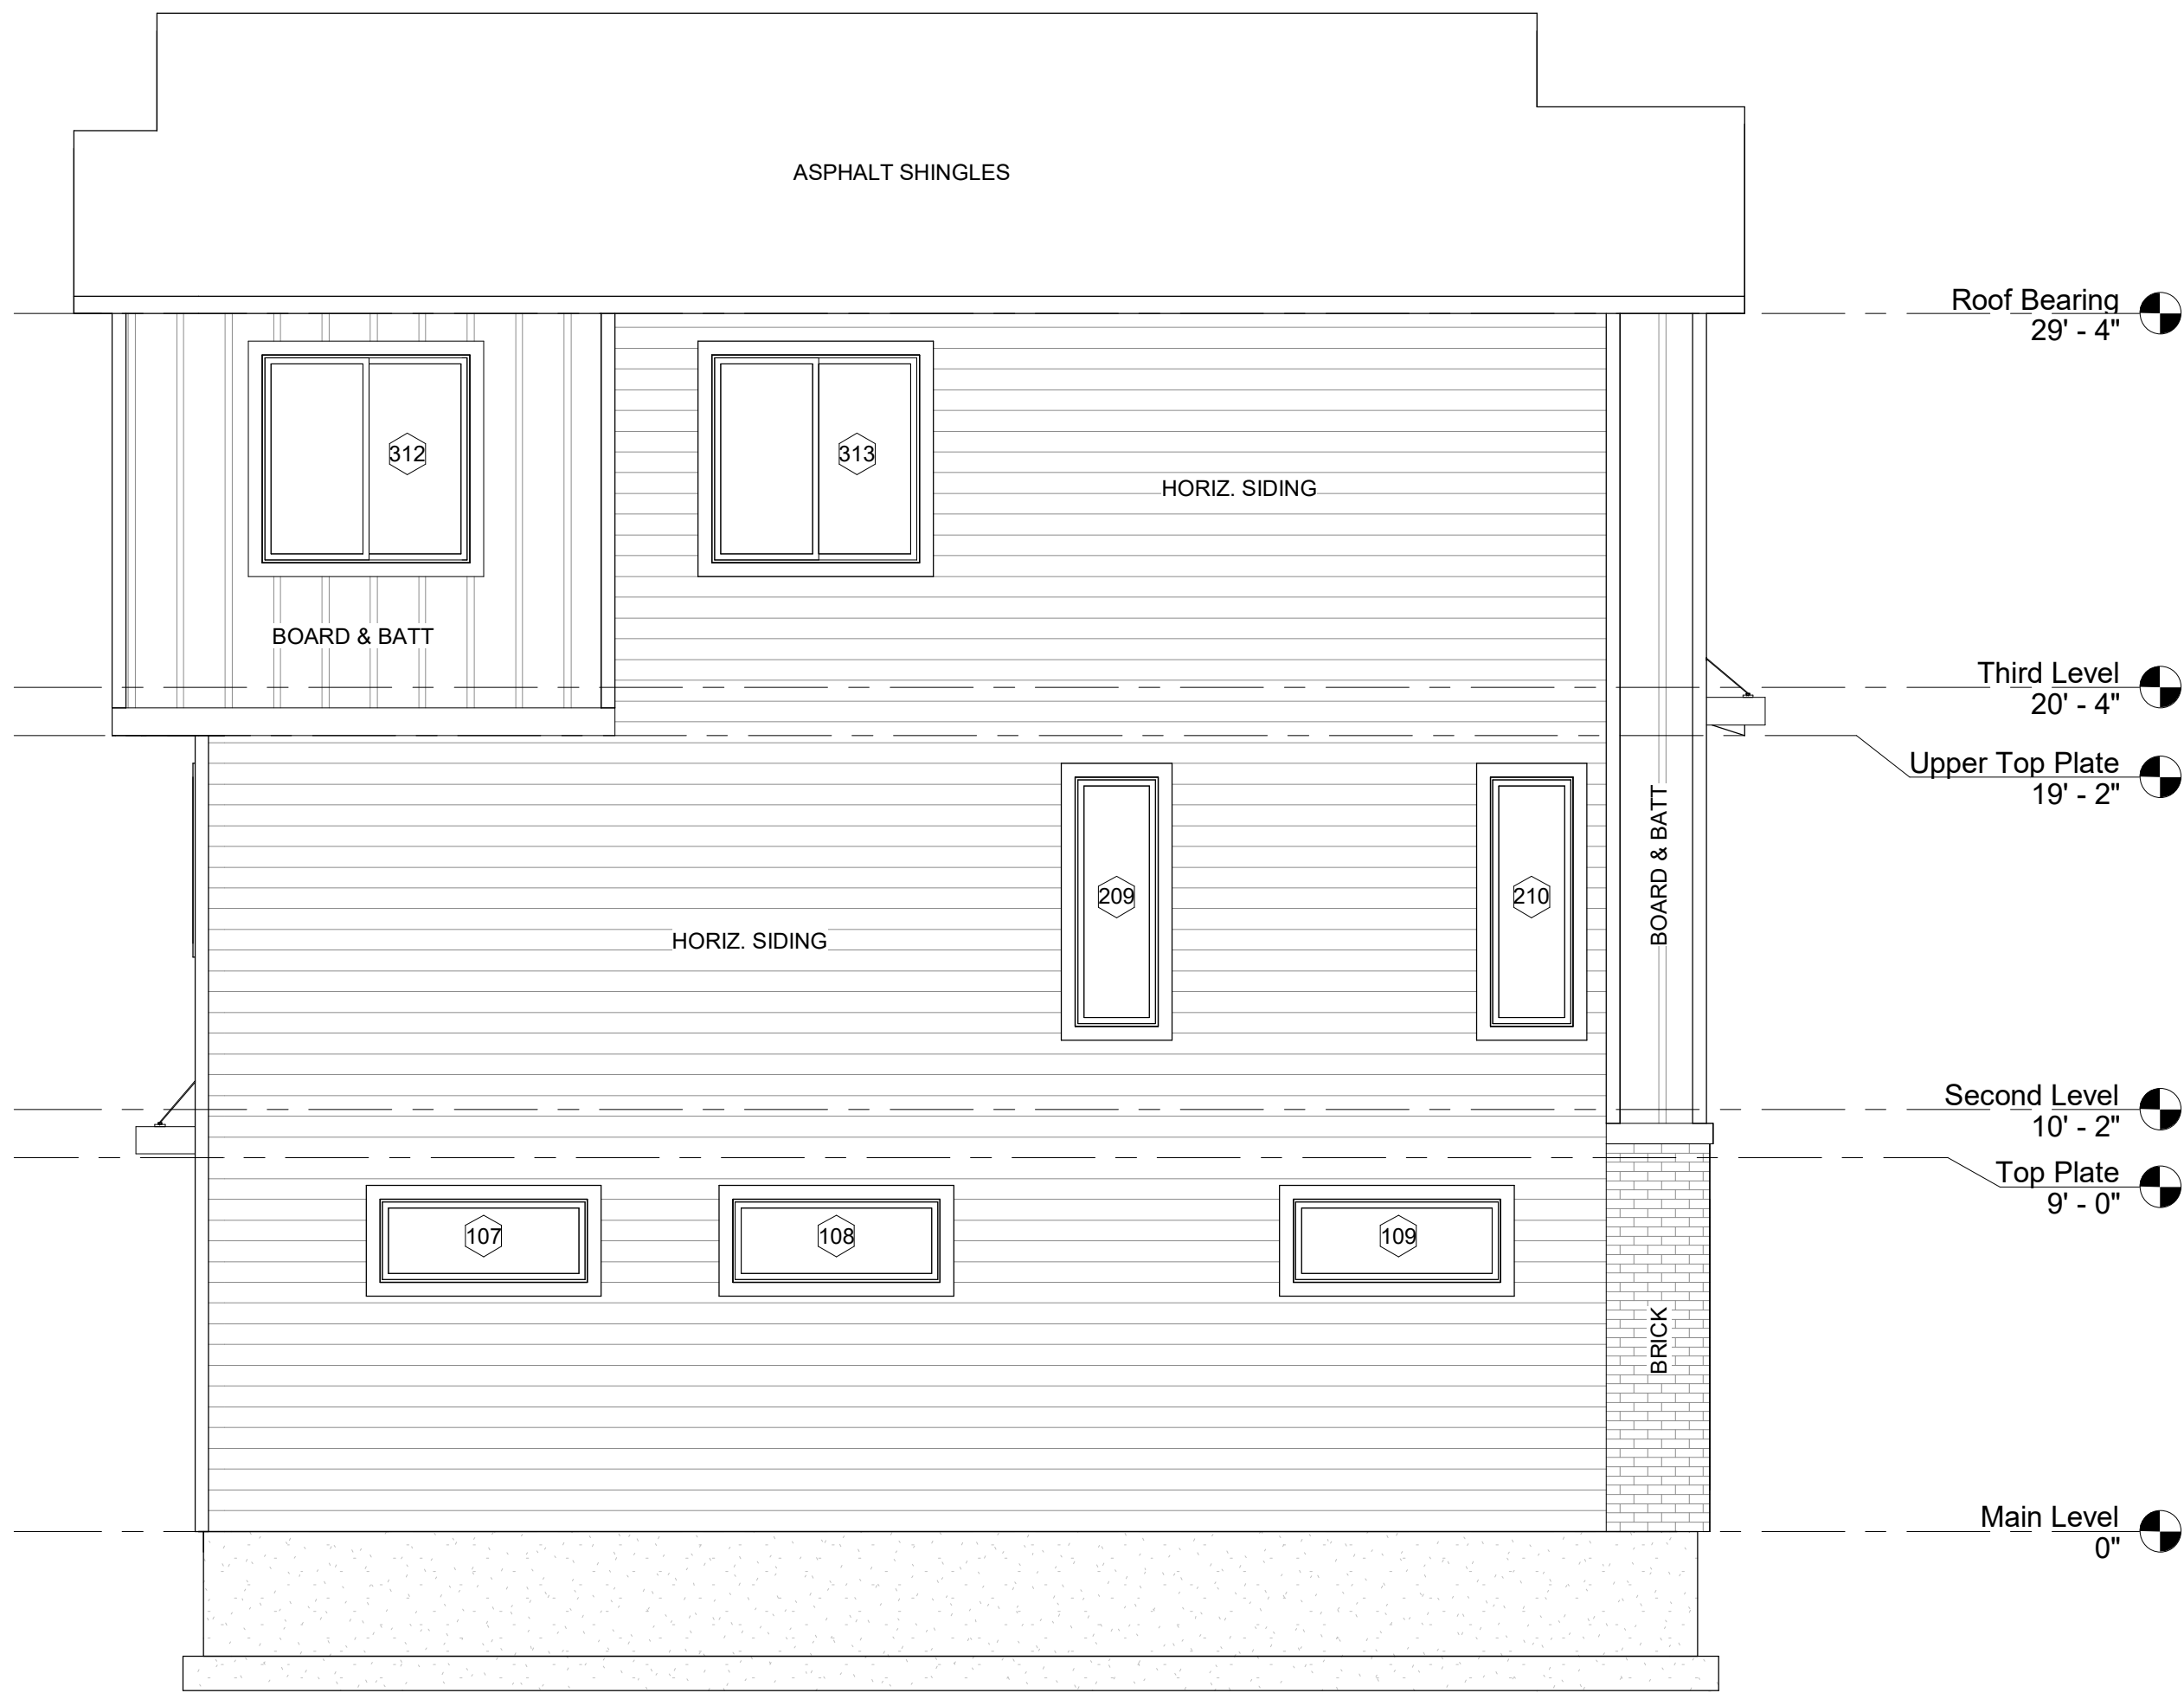 ASPHALT SHINGLES
Roof Bearing
29' - 4"
312
313
HORIZ. SIDING
BOARD & BATT
Third Level
20' - 4"
Upper Top Plate
19' - 2"
BOARD & BATT
209
210
HORIZ. SIDING
Second Level
10' - 2"
Top Plate
9' - 0"
107
108
109
BRICK
Main Level
0"